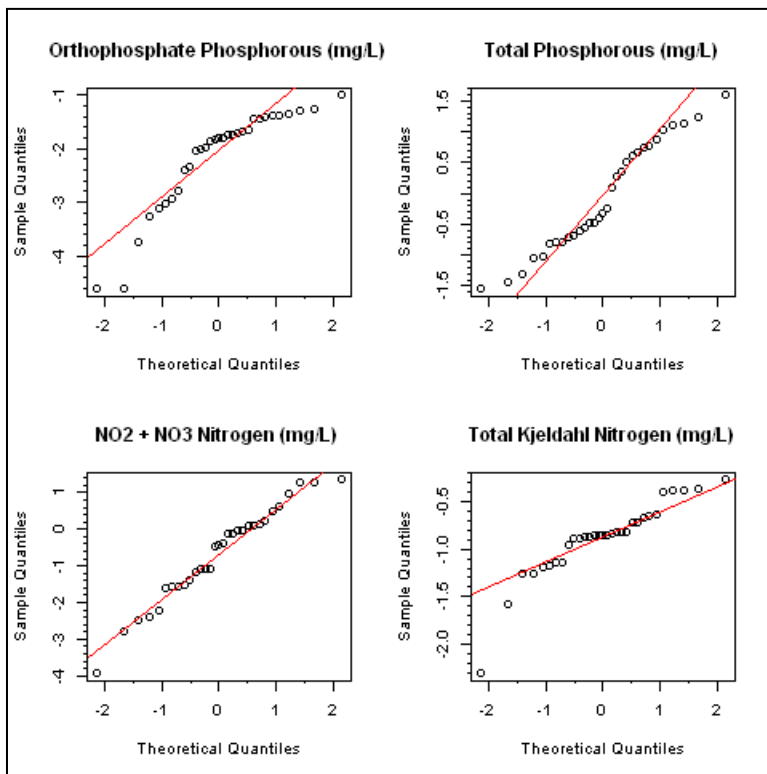 Orthophosphate Phosphorous (mg/L)
Sample Quantiles
-1
-2
-3
-4
-2 -1 0 1 2
Theoretical Quantiles
Total Phosphorous (mg/L)
Sample Quantiles
1.5
0.5
-0.5
-1.5
-2 -1 0 1 2
Theoretical Quantiles
NO2 + NO3 Nitrogen (mg/L)
Sample Quantiles
1
0
-1
-2
-3
-4
-2 -1 0 1 2
Theoretical Quantiles
Total Kjeldahl Nitrogen (mg/L)
Sample Quantiles
-0.5
-1.0
-1.5
-2.0
-2 -1 0 1 2
Theoretical Quantiles